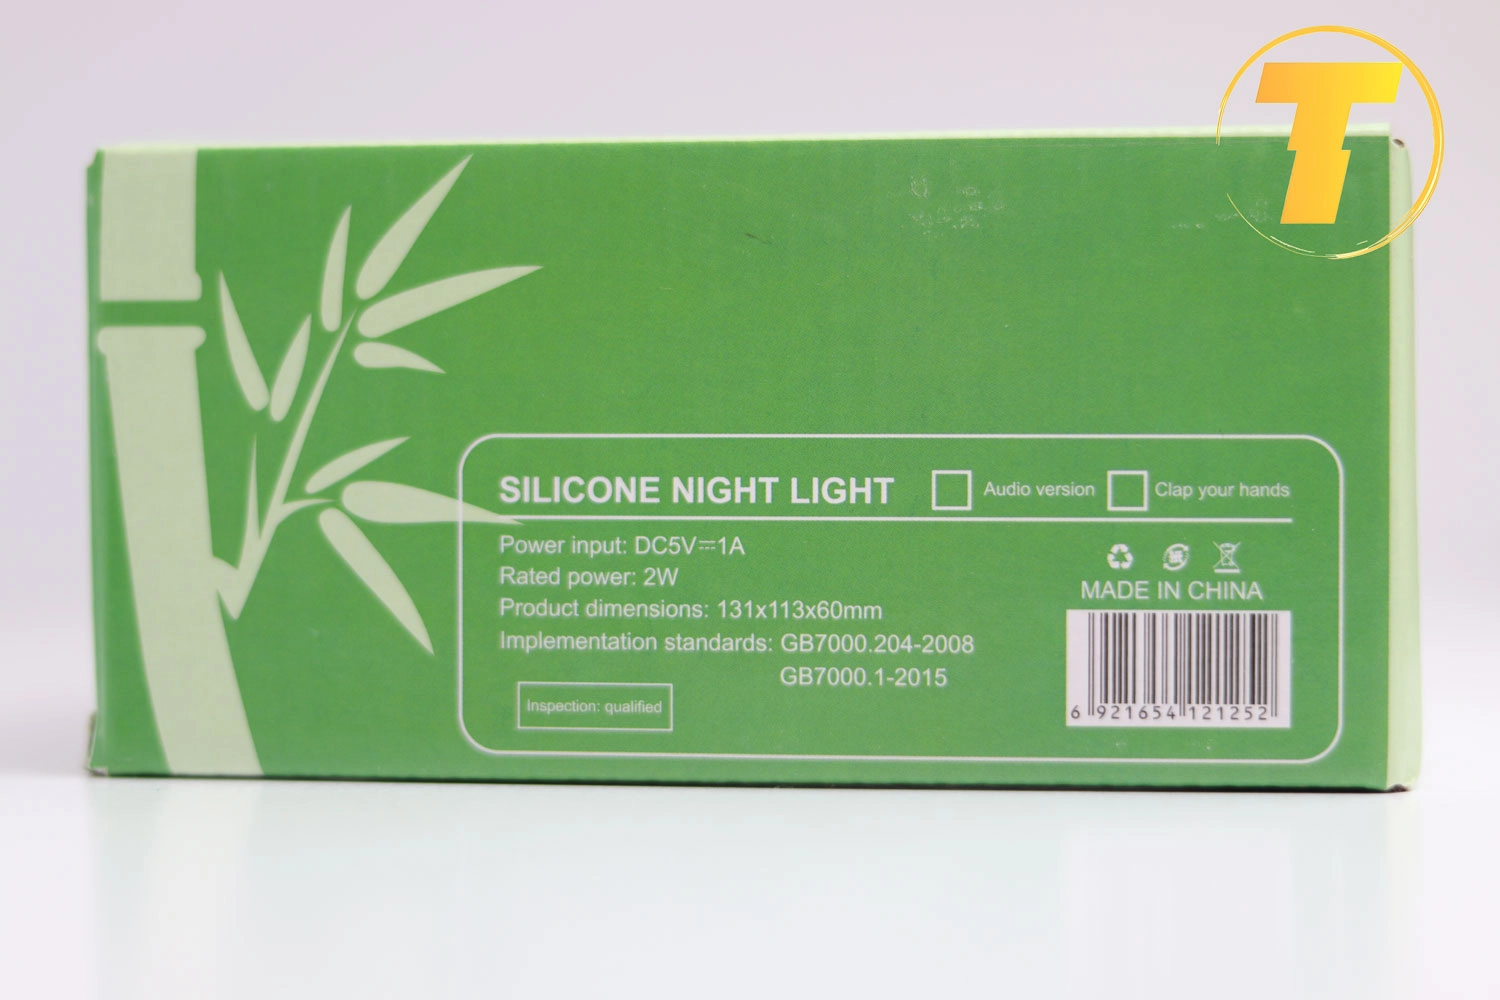 T
SILICONE NIGHT LIGHT Audio version Clap your hands
Power input: DC5V⎓1A
Rated power: 2W
Product dimensions: 131x113x60mm
Implementation standards: GB7000.204-2008
GB7000.1-2015
Inspection: qualified
MADE IN CHINA
6 921654 121252